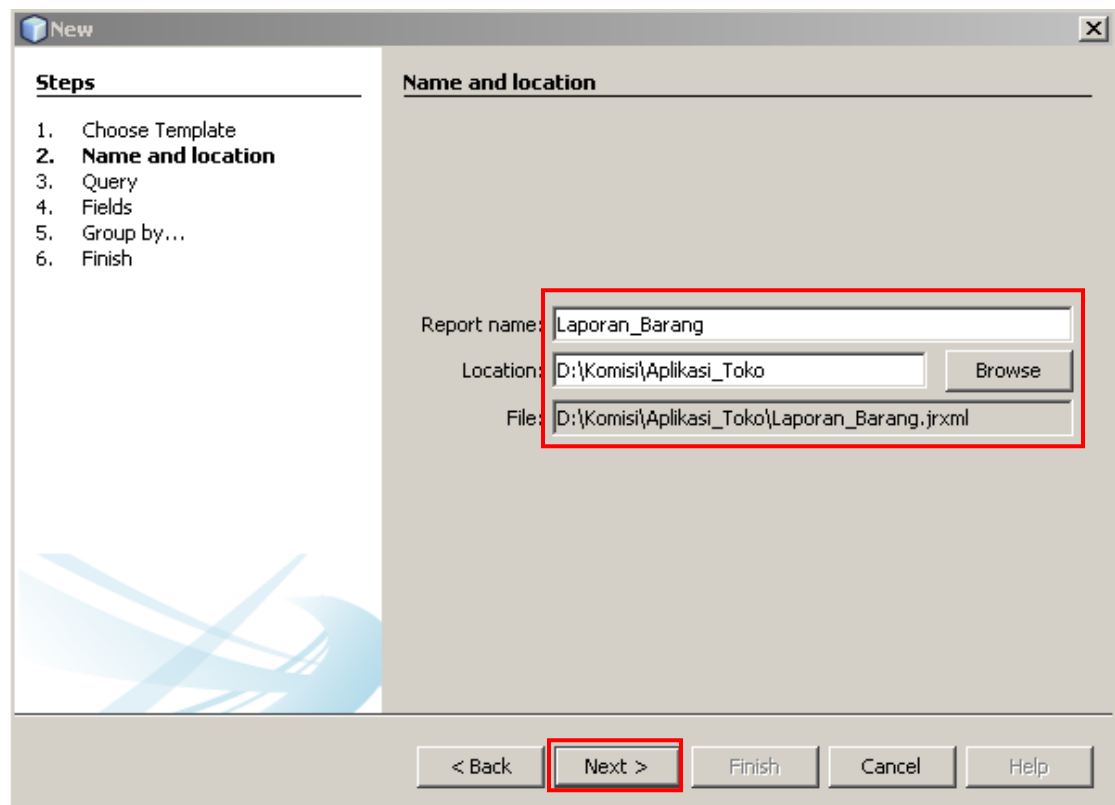 New
Steps
1. Choose Template
2. Name and location
3. Query
4. Fields
5. Group by...
6. Finish
Name and location
Report name: Laporan_Barang
Location: D:\Komisi\Aplikasi_Toko Browse
File: D:\Komisi\Aplikasi_Toko\Laporan_Barang.jrxml
< Back Next > Finish Cancel Help